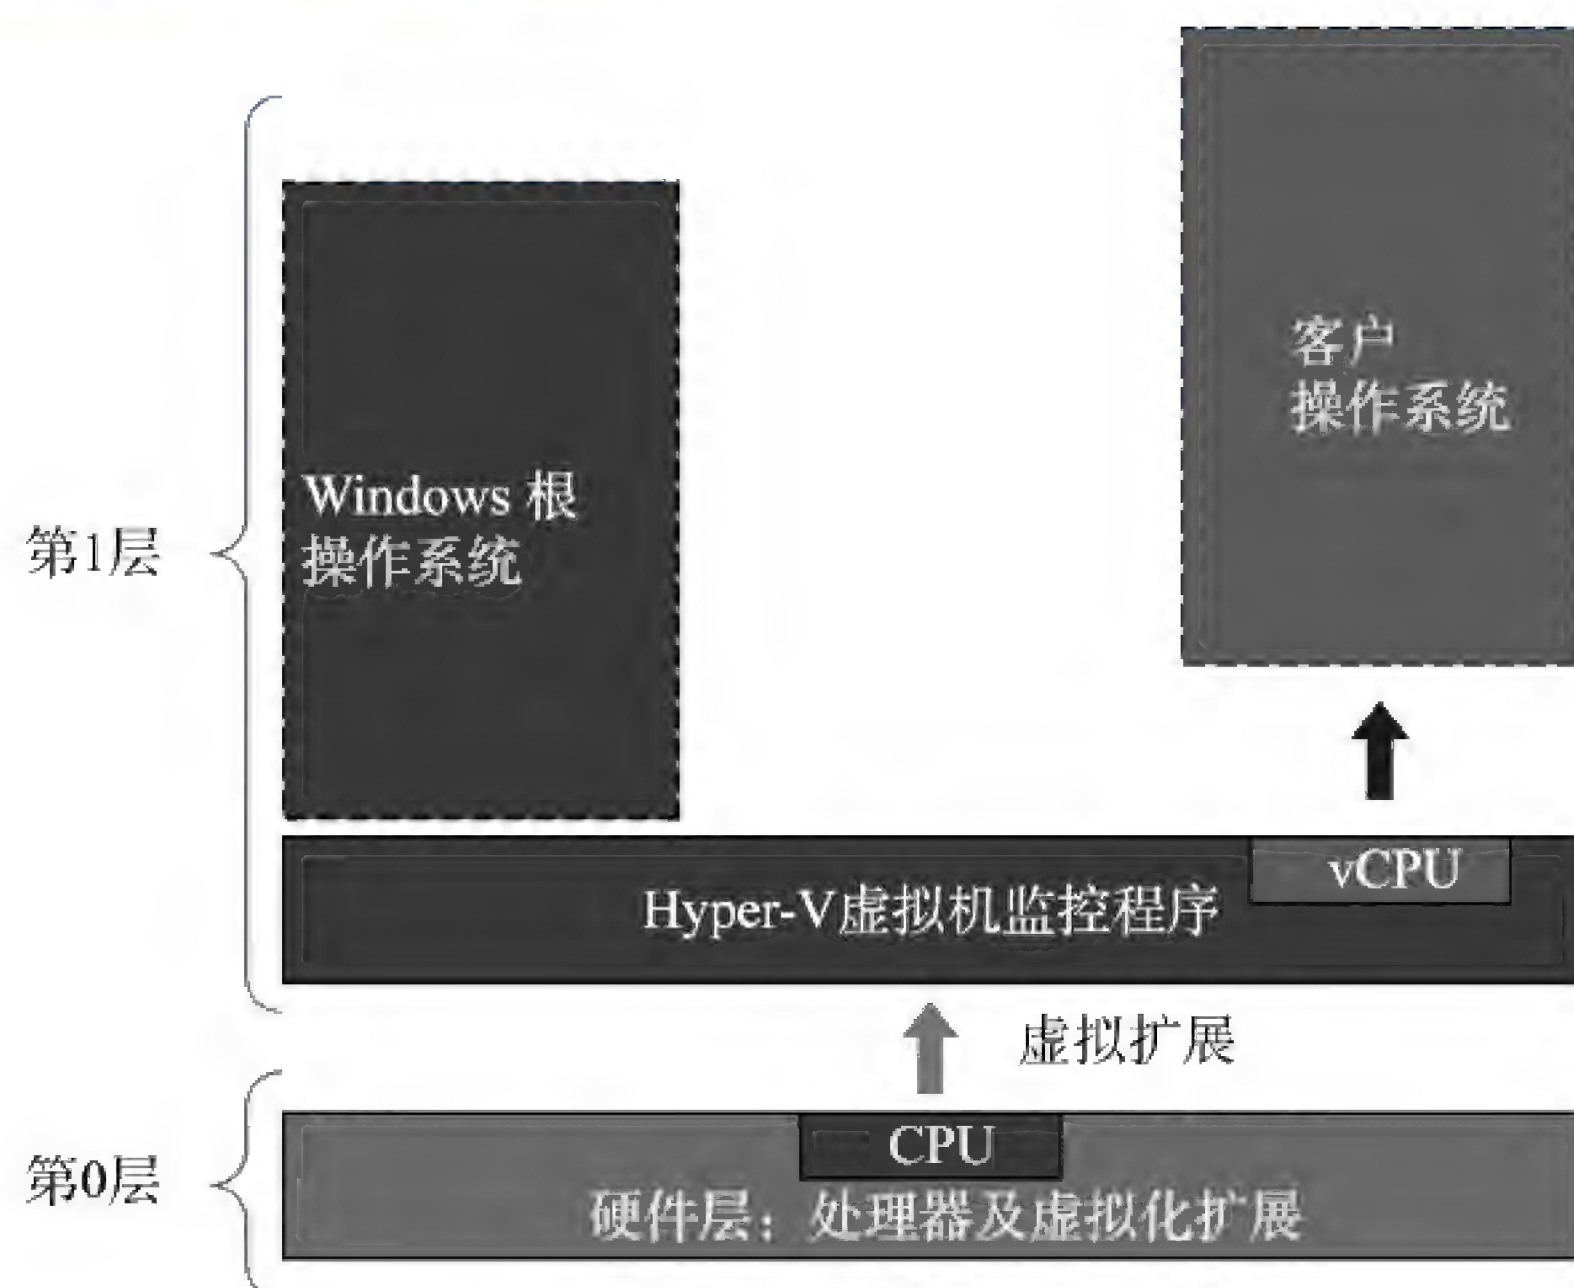 客户
操作系统
Windows 根
操作系统
第1层
vCPU
Hyper-V虚拟机监控程序
虚拟扩展
CPU
第0层
硬件层：处理器及虚拟化扩展